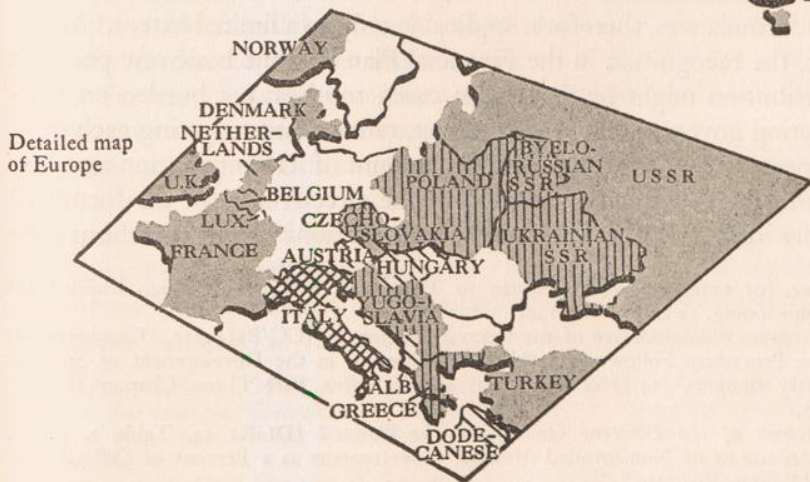 NORWAY
DENMARK
NETHER-
LANDS
Detailed map
of Europe
U.K.
BELGIUM
LUX.
FRANCE
CZECHO-
SLOVAKIA
POLAND
BYELO-
RUSSIAN
SSR
USSR
UKRAINIAN
SSR
AUSTRIA
HUNGARY
ITALY
YUGO-
SLAVIA
ALB
GREECE
TURKEY
DODE-
CANESE